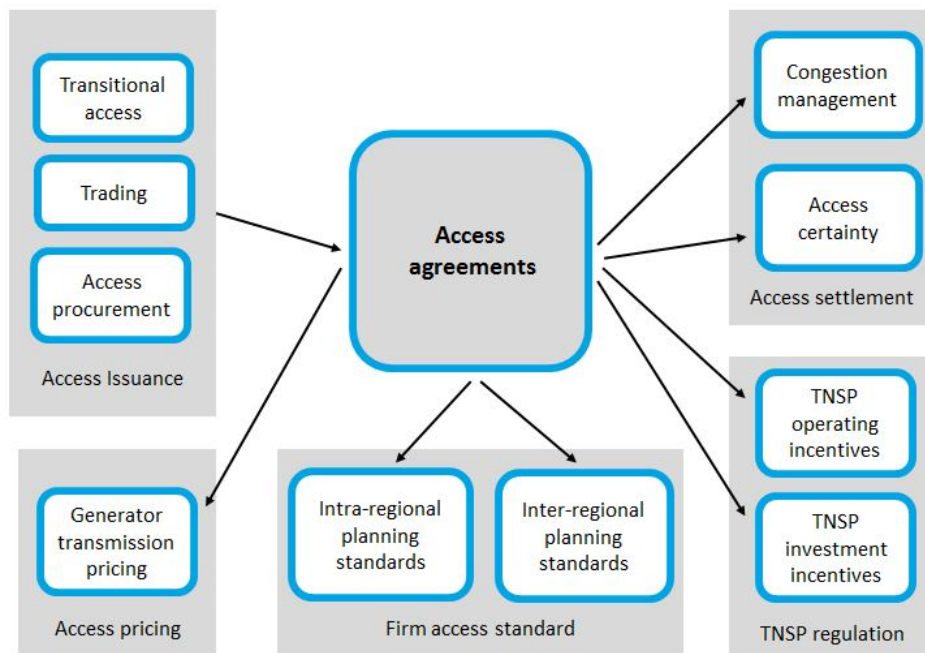 Transitional
access
Trading
Access
procurement
Access Issuance
Access
agreements
Congestion
management
Access
certainty
Access settlement
Generator
transmission
pricing
Access pricing
Intra-regional
planning
standards
Inter-regional
planning
standards
Firm access standard
TNSP
operating
incentives
TNSP
investment
incentives
TNSP regulation